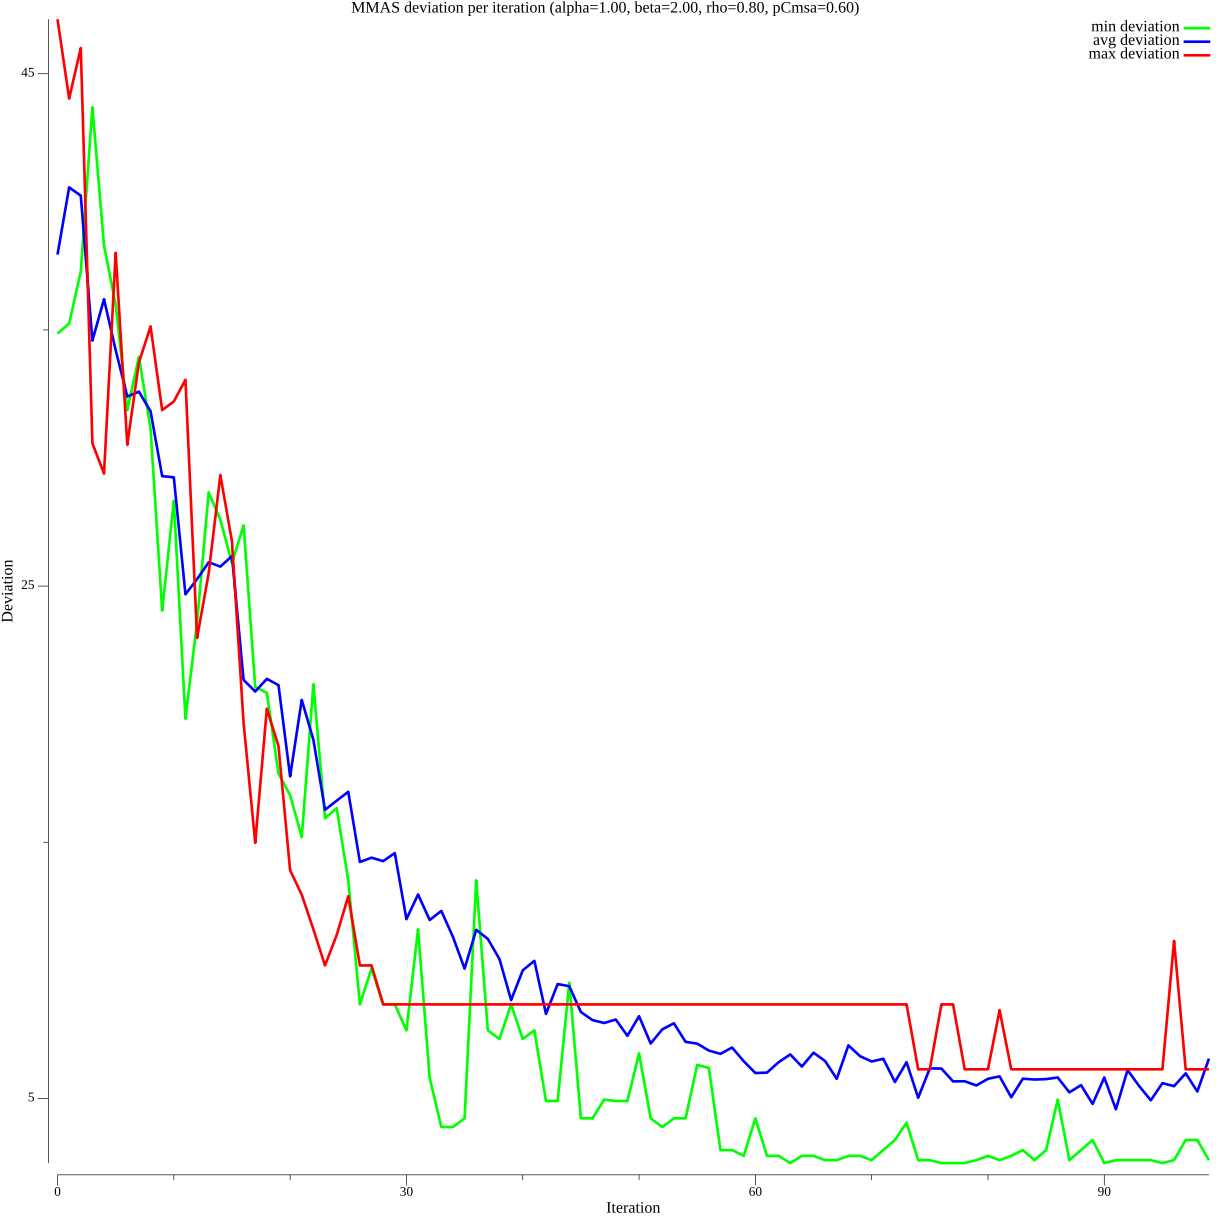 MMAS deviation per iteration (alpha=1.00, beta=2.00, rho=0.80, pCmsa=0.60)
min deviation
avg deviation
max deviation
45
25
5
Deviation
0
30
60
90
Iteration